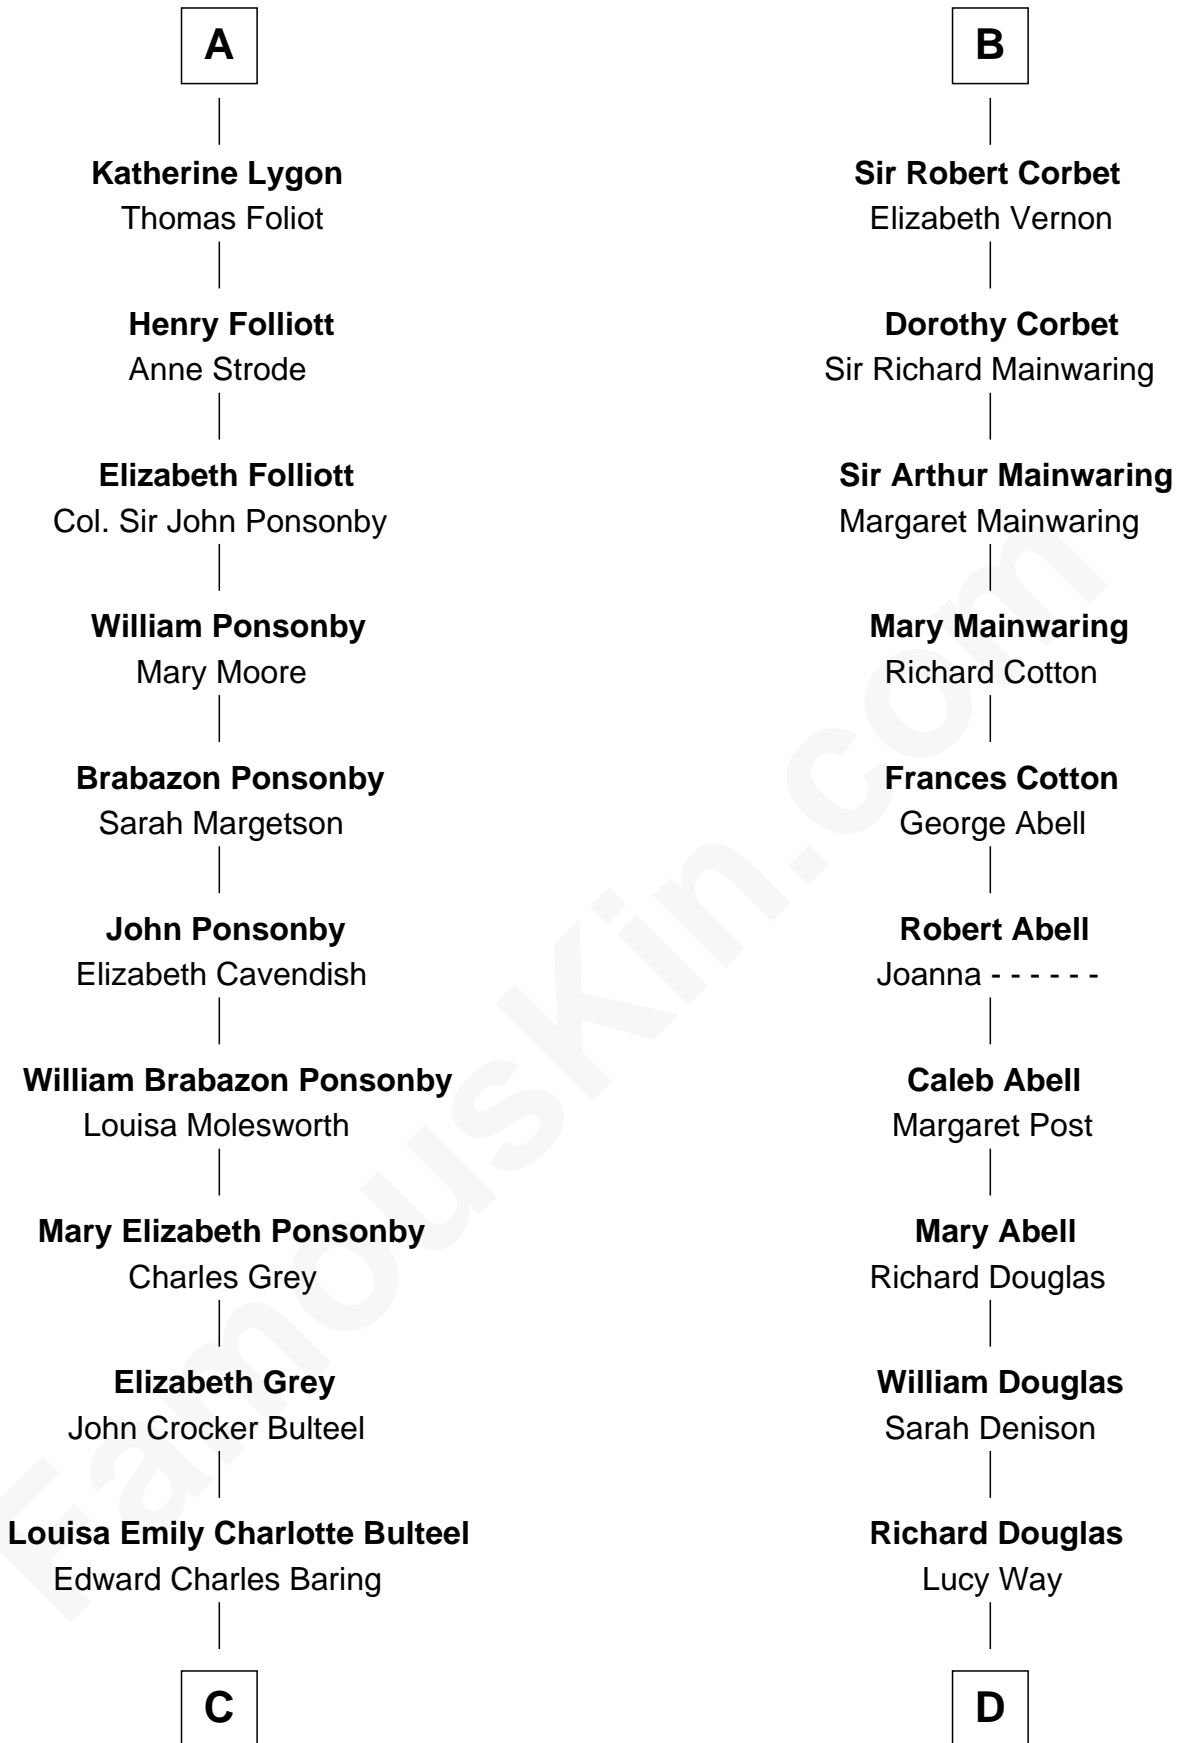 A
Katherine Lygon
Thomas Foliot
Henry Folliott
Anne Strode
Elizabeth Folliott
Col. Sir John Ponsonby
William Ponsonby
Mary Moore
Brabazon Ponsonby
Sarah Margetson
John Ponsonby
Elizabeth Cavendish
William Brabazon Ponsonby
Louisa Molesworth
Mary Elizabeth Ponsonby
Charles Grey
Elizabeth Grey
John Crocker Bulteel
Louisa Emily Charlotte Bulteel
Edward Charles Baring
C
B
Sir Robert Corbet
Elizabeth Vernon
Dorothy Corbet
Sir Richard Mainwaring
Sir Arthur Mainwaring
Margaret Mainwaring
Mary Mainwaring
Richard Cotton
Frances Cotton
George Abell
Robert Abell
Joanna - - - - - -
Caleb Abell
Margaret Post
Mary Abell
Richard Douglas
William Douglas
Sarah Denison
Richard Douglas
Lucy Way
D
FamousKin.com